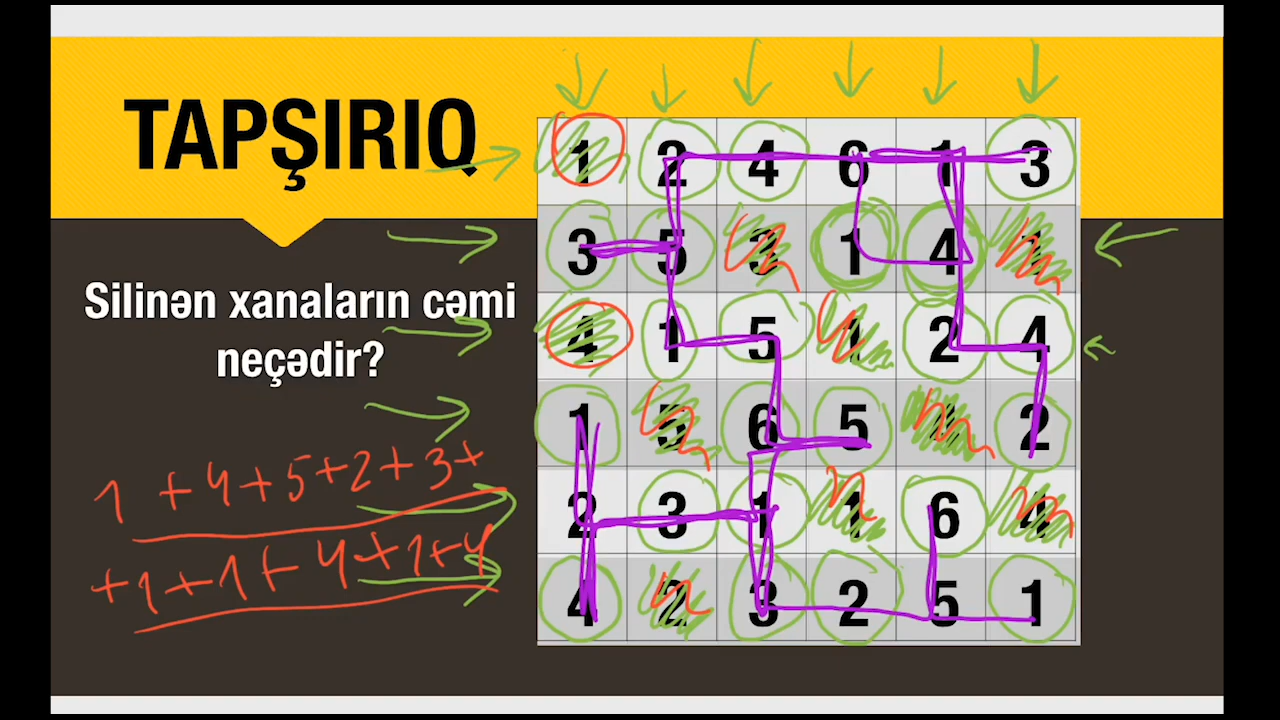 TAPŞIRIQ
Silinən xanaların cəmi
neçədir?
1 +4+5+2+3+
+1+1+4+1+4
1 2 4 6 1 3
3 5 3 1 4 1
4 1 5 1 2 4
1 5 6 5 1 2
2 3 1 1 6 4
4 2 3 2 5 1